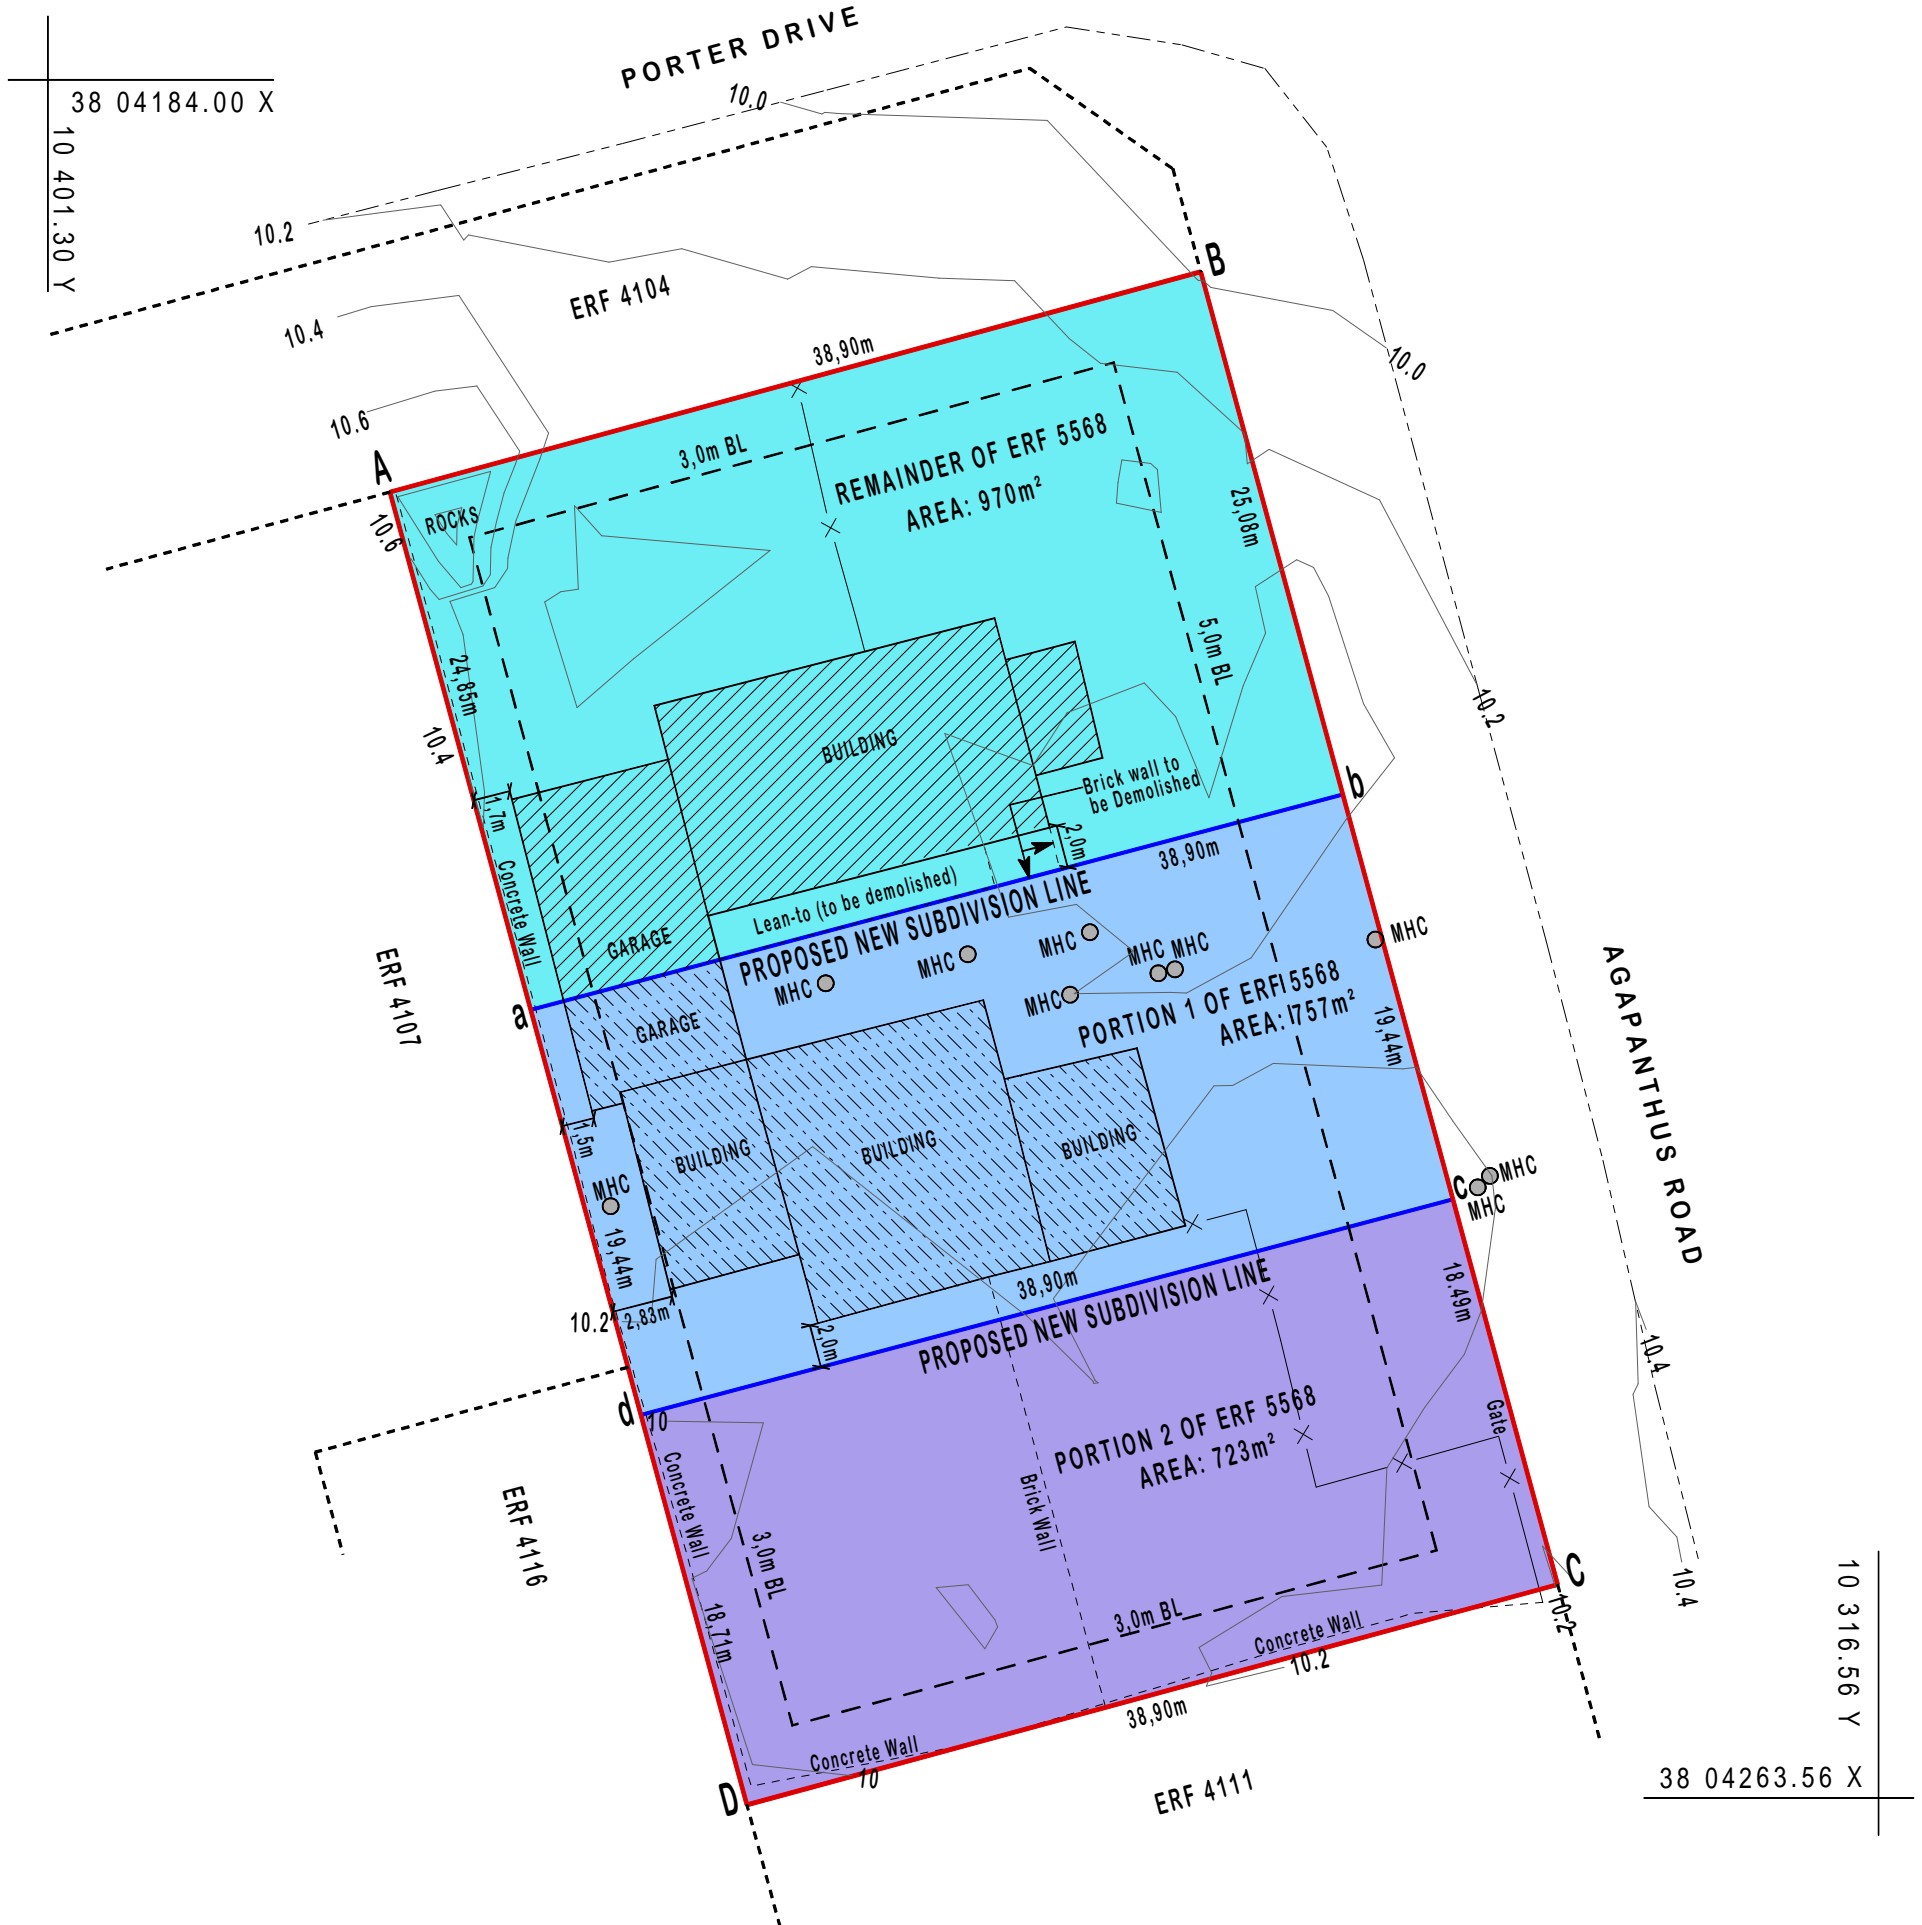 PORTER DRIVE
38 04184.00 X
10 401.30 Y
10.0
10.2
ERF 4104
B
10.4
38,90m
10.0
10.6
A
3,0m BL
REMAINDER OF ERF 5568
AREA: 970m²
ROCKS
10.6
25,08m
24,85m
5,0m BL
10.2
10.4
BUILDING
Brick wall to
be Demolished
b
1,7m
2,0m
38,90m
Concrete Wall
Lean-to (to be demolished)
GARAGE
PROPOSED NEW SUBDIVISION LINE
MHC
MHC
MHC
MHC
MHC
MHC
MHC
ERF 4107
a
GARAGE
PORTION 1 OF ERF 5568
AREA: 757m²
19,44m
AGAPANTHUS ROAD
1,5m
BUILDING
BUILDING
BUILDING
MHC
MHC
MHC
c
19,44m
38,90m
PROPOSED NEW SUBDIVISION LINE
18.49m
10.2
2,83m
2,0m
10.4
d
10
PORTION 2 OF ERF 5568
AREA: 723m²
Gate
Concrete Wall
Brick Wall
ERF 4116
3,0m BL
C
10.2
10.4
10 316.56 Y
18,71m
3,0m BL
Concrete Wall
10.2
38,90m
Concrete Wall
10
D
ERF 4111
38 04263.56 X